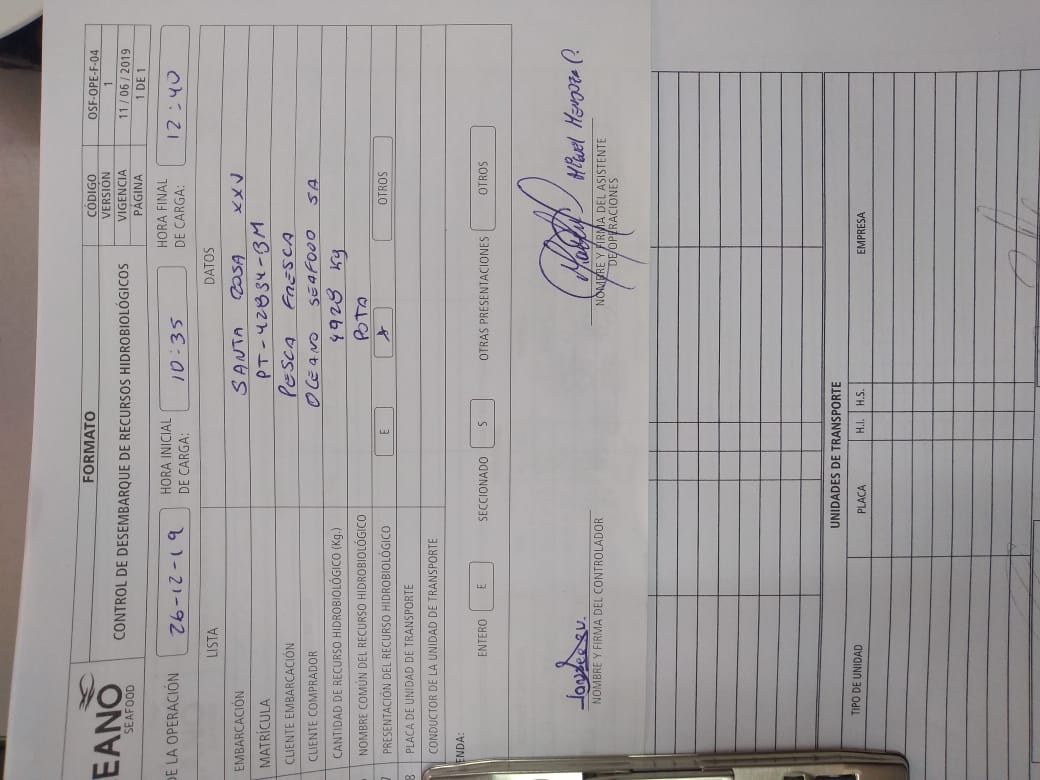 EANO
SEAFOOD
FORMATO
CONTROL DE DESEMBARQUE DE RECURSOS HIDROBIOLÓGICOS
CÓDIGO OSF-OPE-F-04
VERSIÓN 1
VIGENCIA 11 / 06 / 2019
PÁGINA 1 DE 1
DE LA OPERACIÓN 26-12-19 HORA INICIAL DE CARGA: 10:35 HORA FINAL DE CARGA: 12:40
LISTA DATOS
EMBARCACIÓN SANTA ROSA XXV
MATRÍCULA PT-42834-BM
CLIENTE EMBARCACIÓN PESCA FRESCA
CLIENTE COMPRADOR OCEANO SEAFOOD SA
CANTIDAD DE RECURSO HIDROBIOLÓGICO (Kg.) 4928 Kg
NOMBRE COMÚN DEL RECURSO HIDROBIOLÓGICO POTA
7 PRESENTACIÓN DEL RECURSO HIDROBIOLÓGICO E X OTROS
8 PLACA DE UNIDAD DE TRANSPORTE
CONDUCTOR DE LA UNIDAD DE TRANSPORTE
ENDA:
ENTERO E SECCIONADO S OTRAS PRESENTACIONES OTROS
NOMBRE Y FIRMA DEL CONTROLADOR
NOMBRE Y FIRMA DEL ASISTENTE
DE OPERACIONES
UNIDADES DE TRANSPORTE
TIPO DE UNIDAD PLACA H.I. H.S. EMPRESA